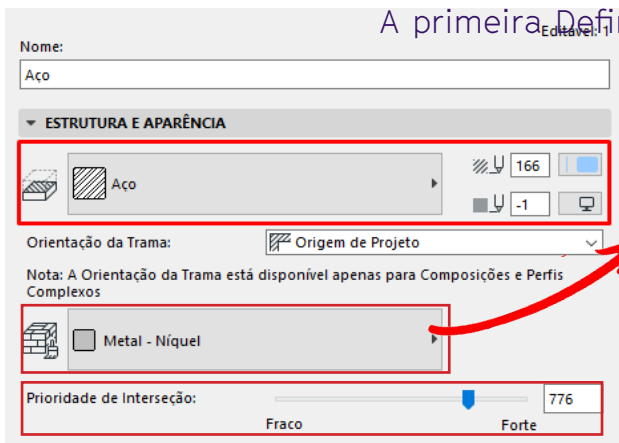 A primeira Defi
Editável: 1
Nome:
Aço
ESTRUTURA E APARÊNCIA
Aço
166
-1
Orientação da Trama:
Origem de Projeto
Nota: A Orientação da Trama está disponível apenas para Composições e Perfis
Complexos
Metal - Níquel
Prioridade de Interseção:
776
Fraco
Forte